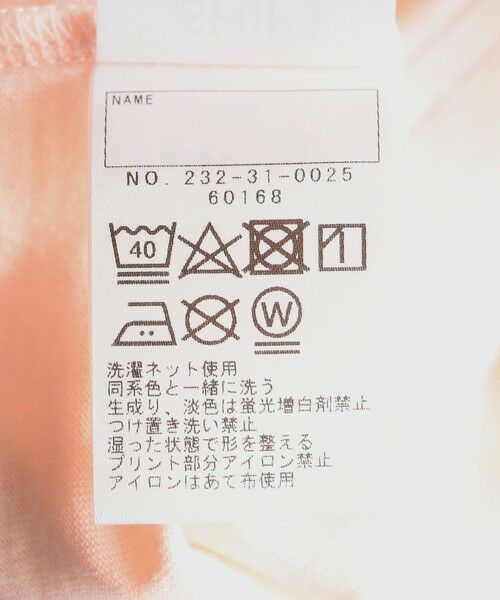 SHIPS
NAME
NO. 232-31-0025
60168
40
W
洗濯ネット使用
同系色と一緒に洗う
生成り、淡色は蛍光増白剤禁止
つけ置き洗い禁止
湿った状態で形を整える
プリント部分アイロン禁止
アイロンはあて布使用